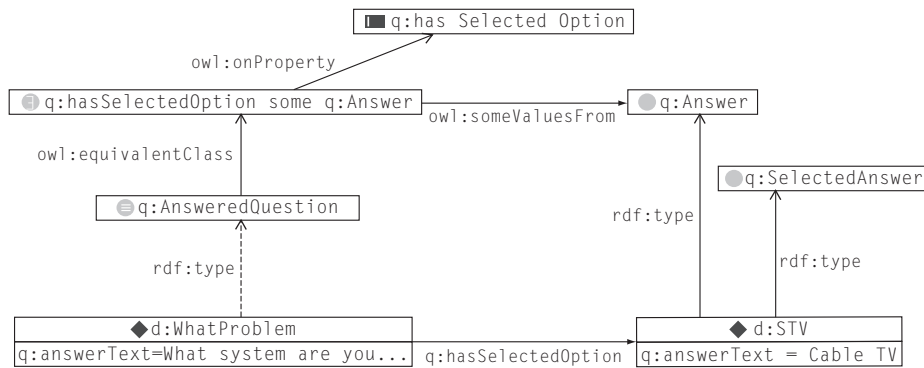 q:has Selected Option
owl:onProperty
q:hasSelectedOption some q:Answer
q:Answer
owl:someValuesFrom
owl:equivalentClass
q:SelectedAnswer
q:AnsweredQuestion
rdf:type
rdf:type
rdf:type
d:WhatProblem
d:STV
q:answerText=What system are you...
q:hasSelectedOption
q:answerText = Cable TV